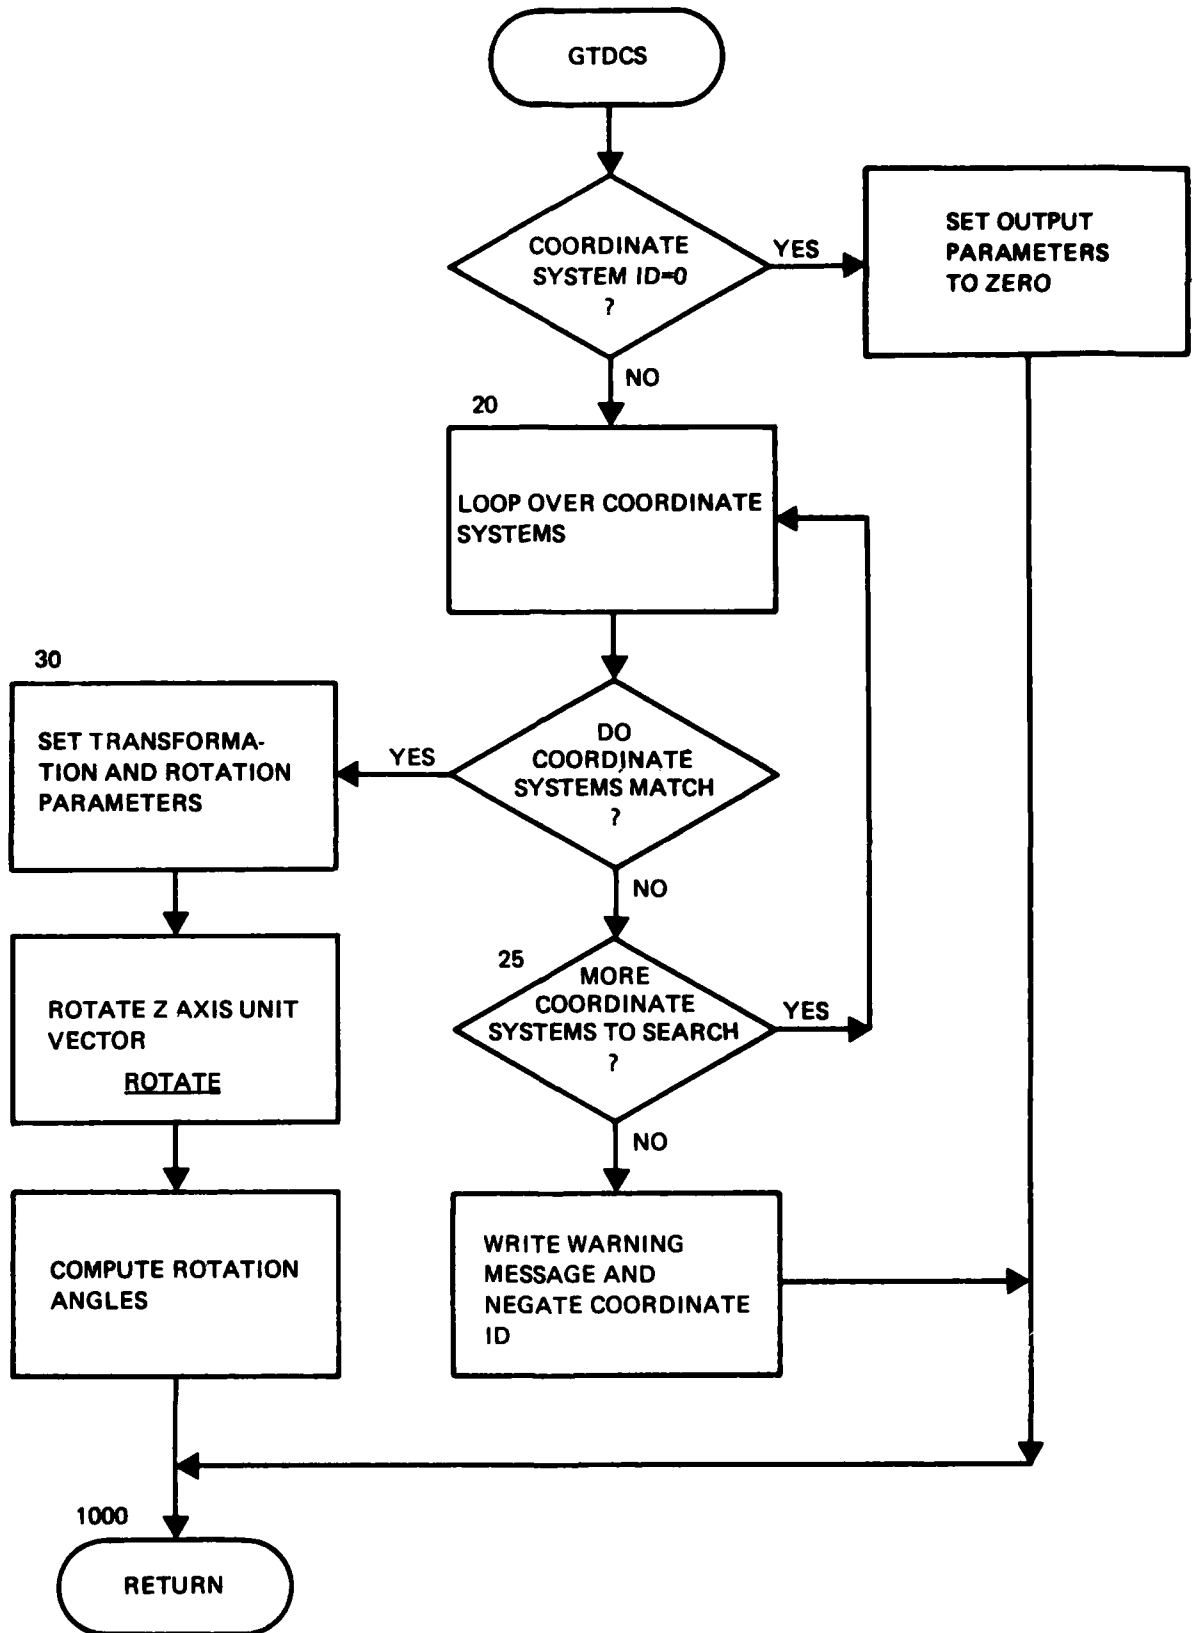 GTDCS
COORDINATE
SYSTEM ID=0
?
YES
SET OUTPUT
PARAMETERS
TO ZERO
NO
20
LOOP OVER COORDINATE
SYSTEMS
DO
COORDINATE
SYSTEMS MATCH
?
YES
30
SET TRANSFORMA-
TION AND ROTATION
PARAMETERS
NO
25
MORE
COORDINATE
SYSTEMS TO SEARCH
?
YES
ROTATE Z AXIS UNIT
VECTOR
ROTATE
NO
COMPUTE ROTATION
ANGLES
WRITE WARNING
MESSAGE AND
NEGATE COORDINATE
ID
1000
RETURN